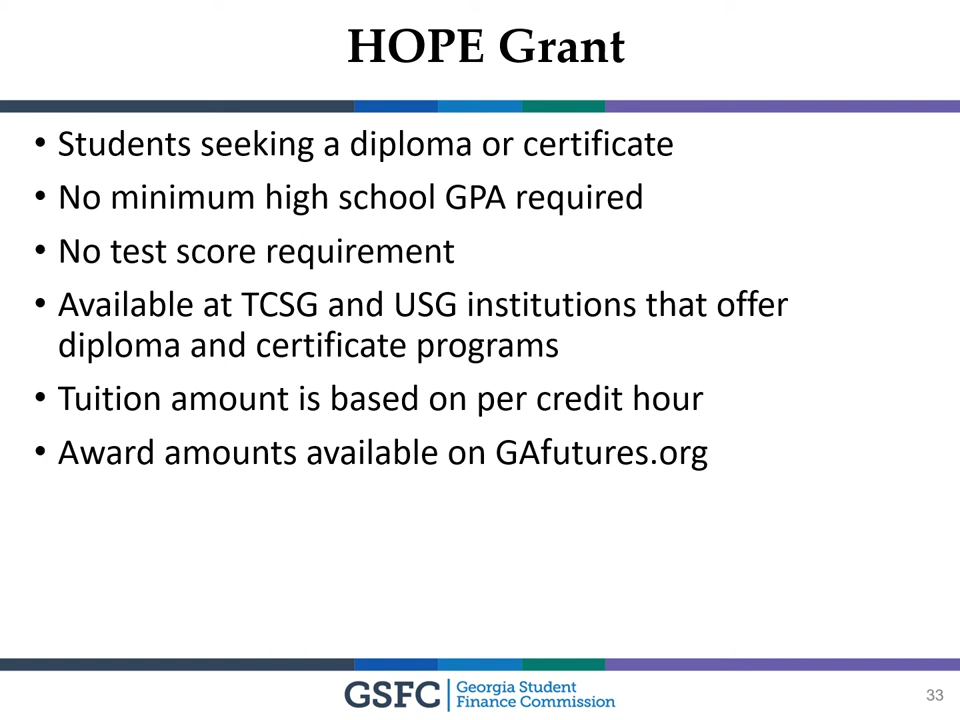 HOPE Grant
• Students seeking a diploma or certificate
• No minimum high school GPA required
• No test score requirement
• Available at TCSG and USG institutions that offer
diploma and certificate programs
• Tuition amount is based on per credit hour
• Award amounts available on GAfutures.org
GSFC Georgia Student
Finance Commission
33